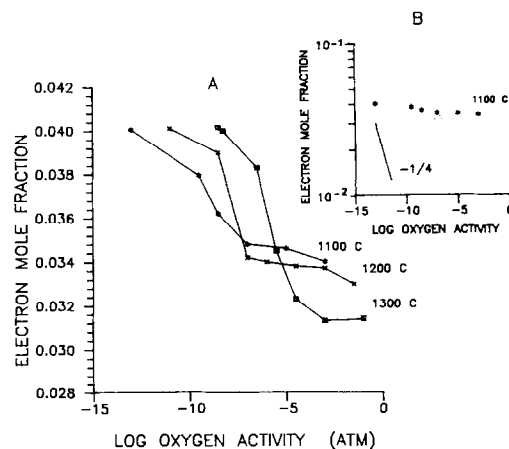 A
ELECTRON MOLE FRACTION
0.042
0.040
0.038
0.036
0.034
0.032
0.030
0.028
1100 C
1200 C
1300 C
−15
−10
−5
0
LOG OXYGEN ACTIVITY (ATM)
B
ELECTRON MOLE FRACTION
10⁻¹
10⁻²
1100 C
−1/4
−15
−10
−5
0
LOG OXYGEN ACTIVITY